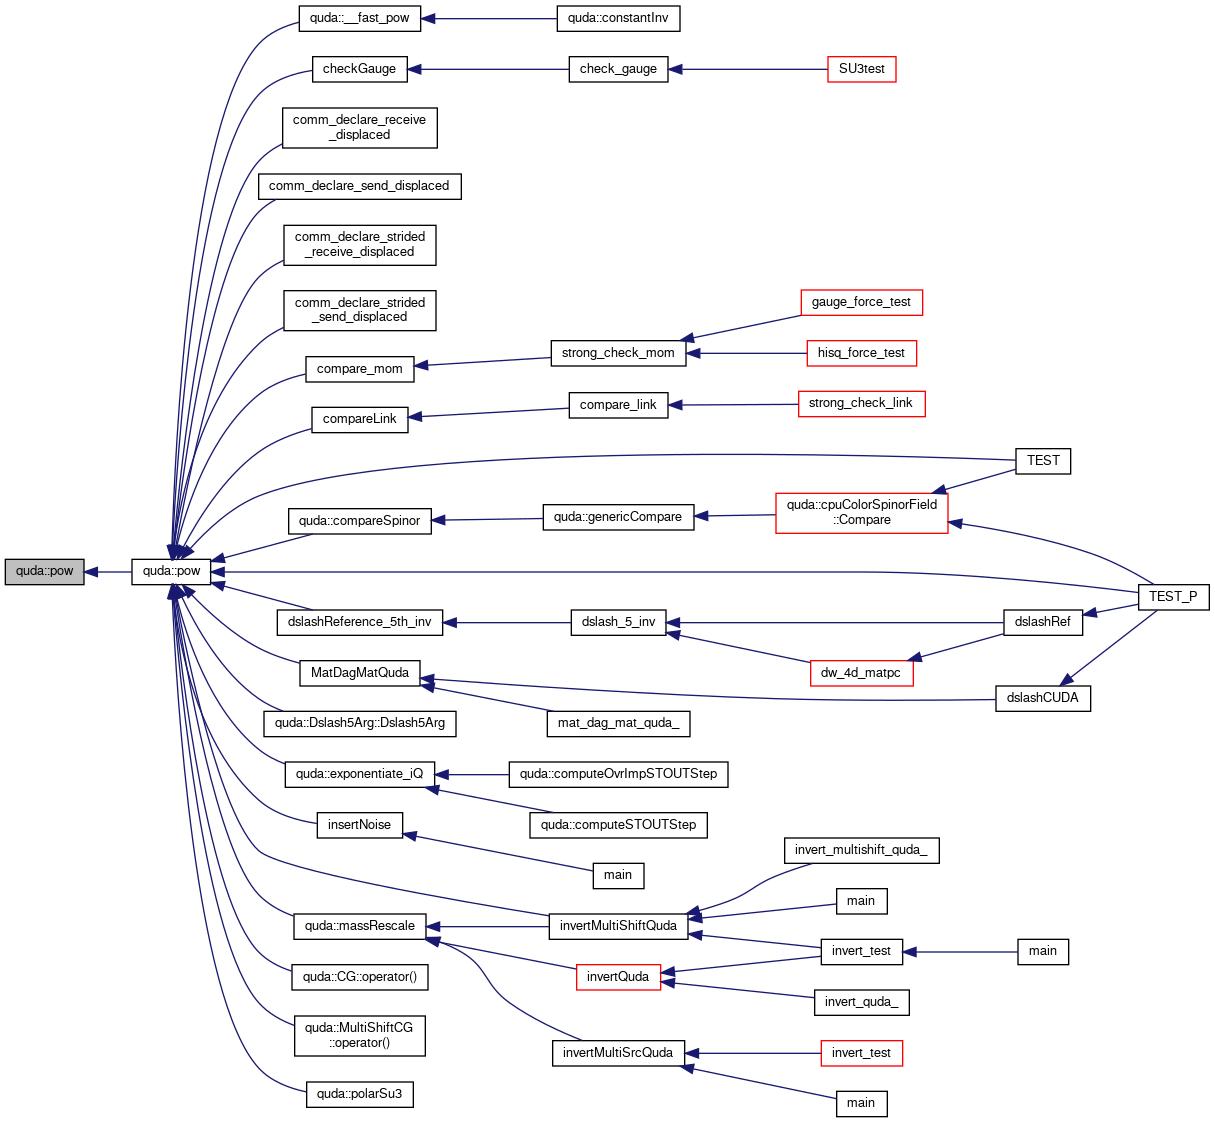 quda::__fast_pow
quda::constantInv
checkGauge
check_gauge
SU3test
comm_declare_receive
_displaced
comm_declare_send_displaced
comm_declare_strided
_receive_displaced
comm_declare_strided
_send_displaced
gauge_force_test
strong_check_mom
hisq_force_test
compare_mom
compareLink
compare_link
strong_check_link
TEST
quda::compareSpinor
quda::genericCompare
quda::cpuColorSpinorField
::Compare
quda::pow
quda::pow
TEST_P
dslashReference_5th_inv
dslash_5_inv
dslashRef
MatDagMatQuda
dw_4d_matpc
dslashCUDA
quda::Dslash5Arg::Dslash5Arg
mat_dag_mat_quda_
quda::exponentiate_iQ
quda::computeOvrImpSTOUTStep
quda::computeSTOUTStep
insertNoise
main
invert_multishift_quda_
main
quda::massRescale
invertMultiShiftQuda
invert_test
main
quda::CG::operator()
invertQuda
invert_quda_
quda::MultiShiftCG
::operator()
invertMultiSrcQuda
invert_test
quda::polarSu3
main